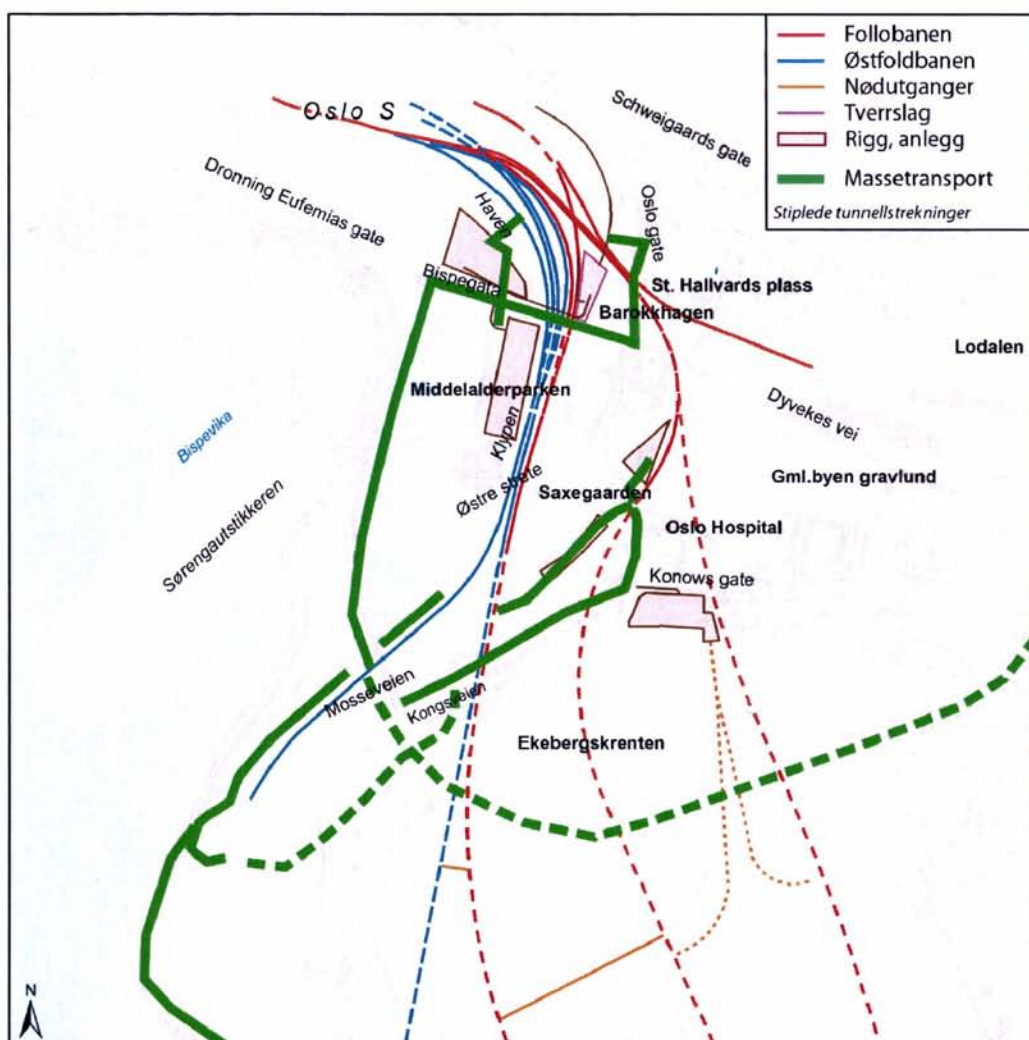 Follobanen
Østfoldbanen
Nødutganger
Tverrslag
Rigg, anlegg
Massetransport
Stiplede tunnellstrekninger
Oslo S
Schweigaards gate
Dronning Eufemias gate
Haven
Oslo gate
Bispegata
St. Hallvards plass
Barokkhagen
Lodalen
Middelalderparken
Dyvekes vei
Bispevika
Klypen
Gml.byen gravlund
Østre strete
Saxegaarden
Sørengautstikkeren
Oslo Hospital
Konows gate
Mosseveien
Kongsveien
Ekebergskrenten
N